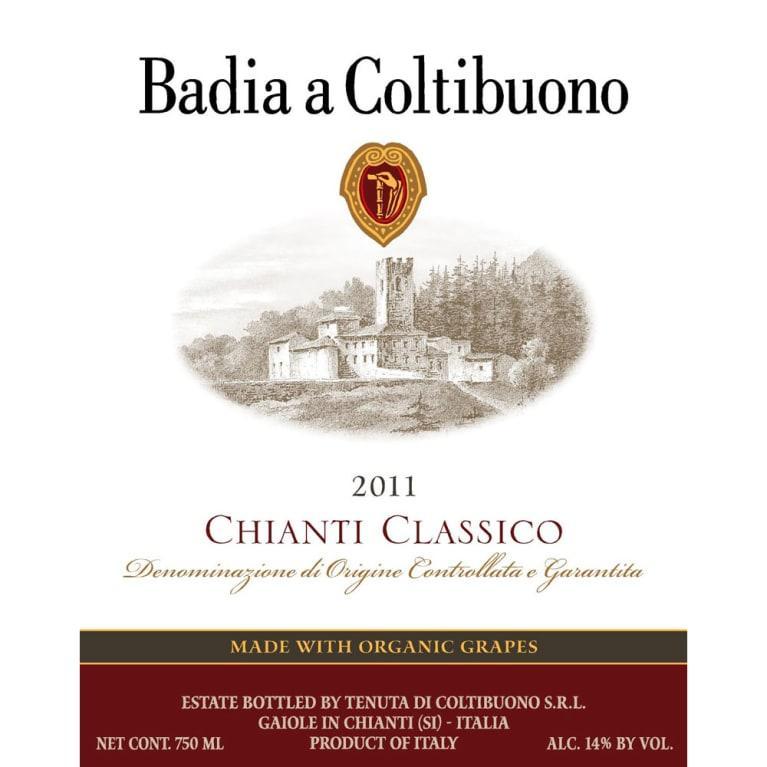 Badia a Coltibuono
2011
CHIANTI CLASSICO
Denominazione di Origine Controllata e Garantita
MADE WITH ORGANIC GRAPES
ESTATE BOTTLED BY TENUTA DI COLTIBUONO S.R.L.
GAIOLE IN CHIANTI (SI) - ITALIA
NET CONT. 750 ML PRODUCT OF ITALY ALC. 14% BY VOL.